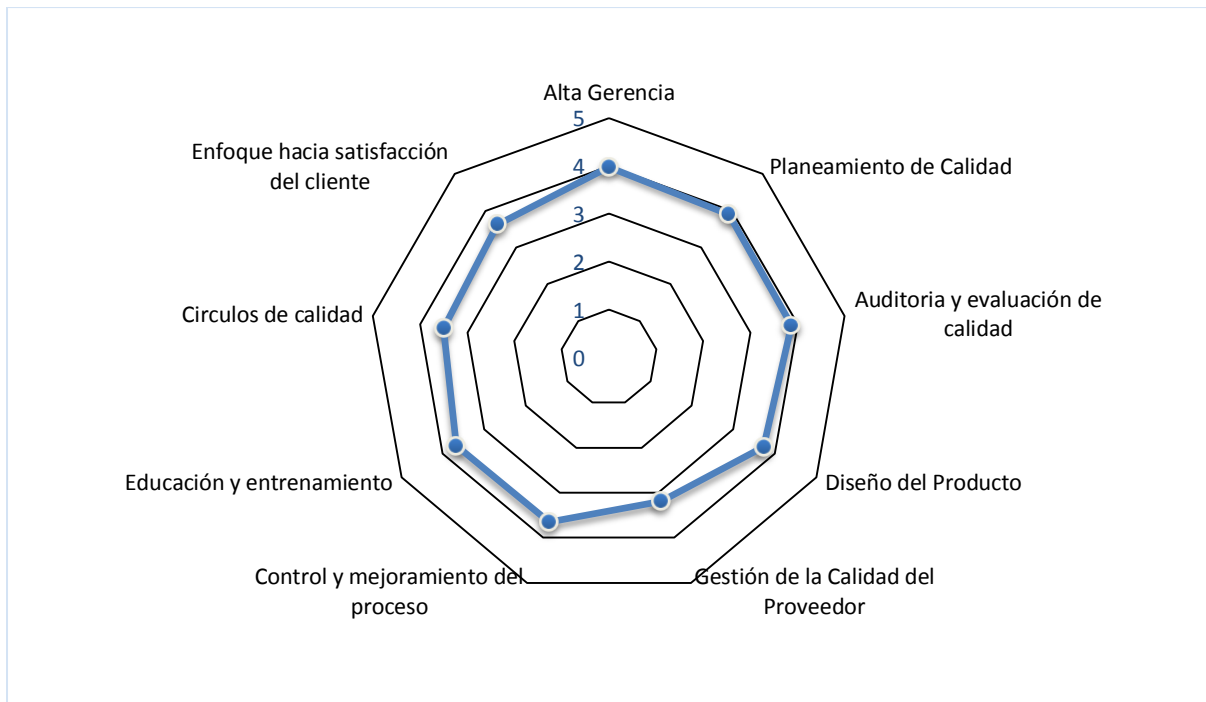 Alta Gerencia
5
4
3
2
1
0
Planeamiento de Calidad
Auditoria y evaluación de
calidad
Diseño del Producto
Gestión de la Calidad del
Proveedor
Control y mejoramiento del
proceso
Educación y entrenamiento
Circulos de calidad
Enfoque hacia satisfacción
del cliente